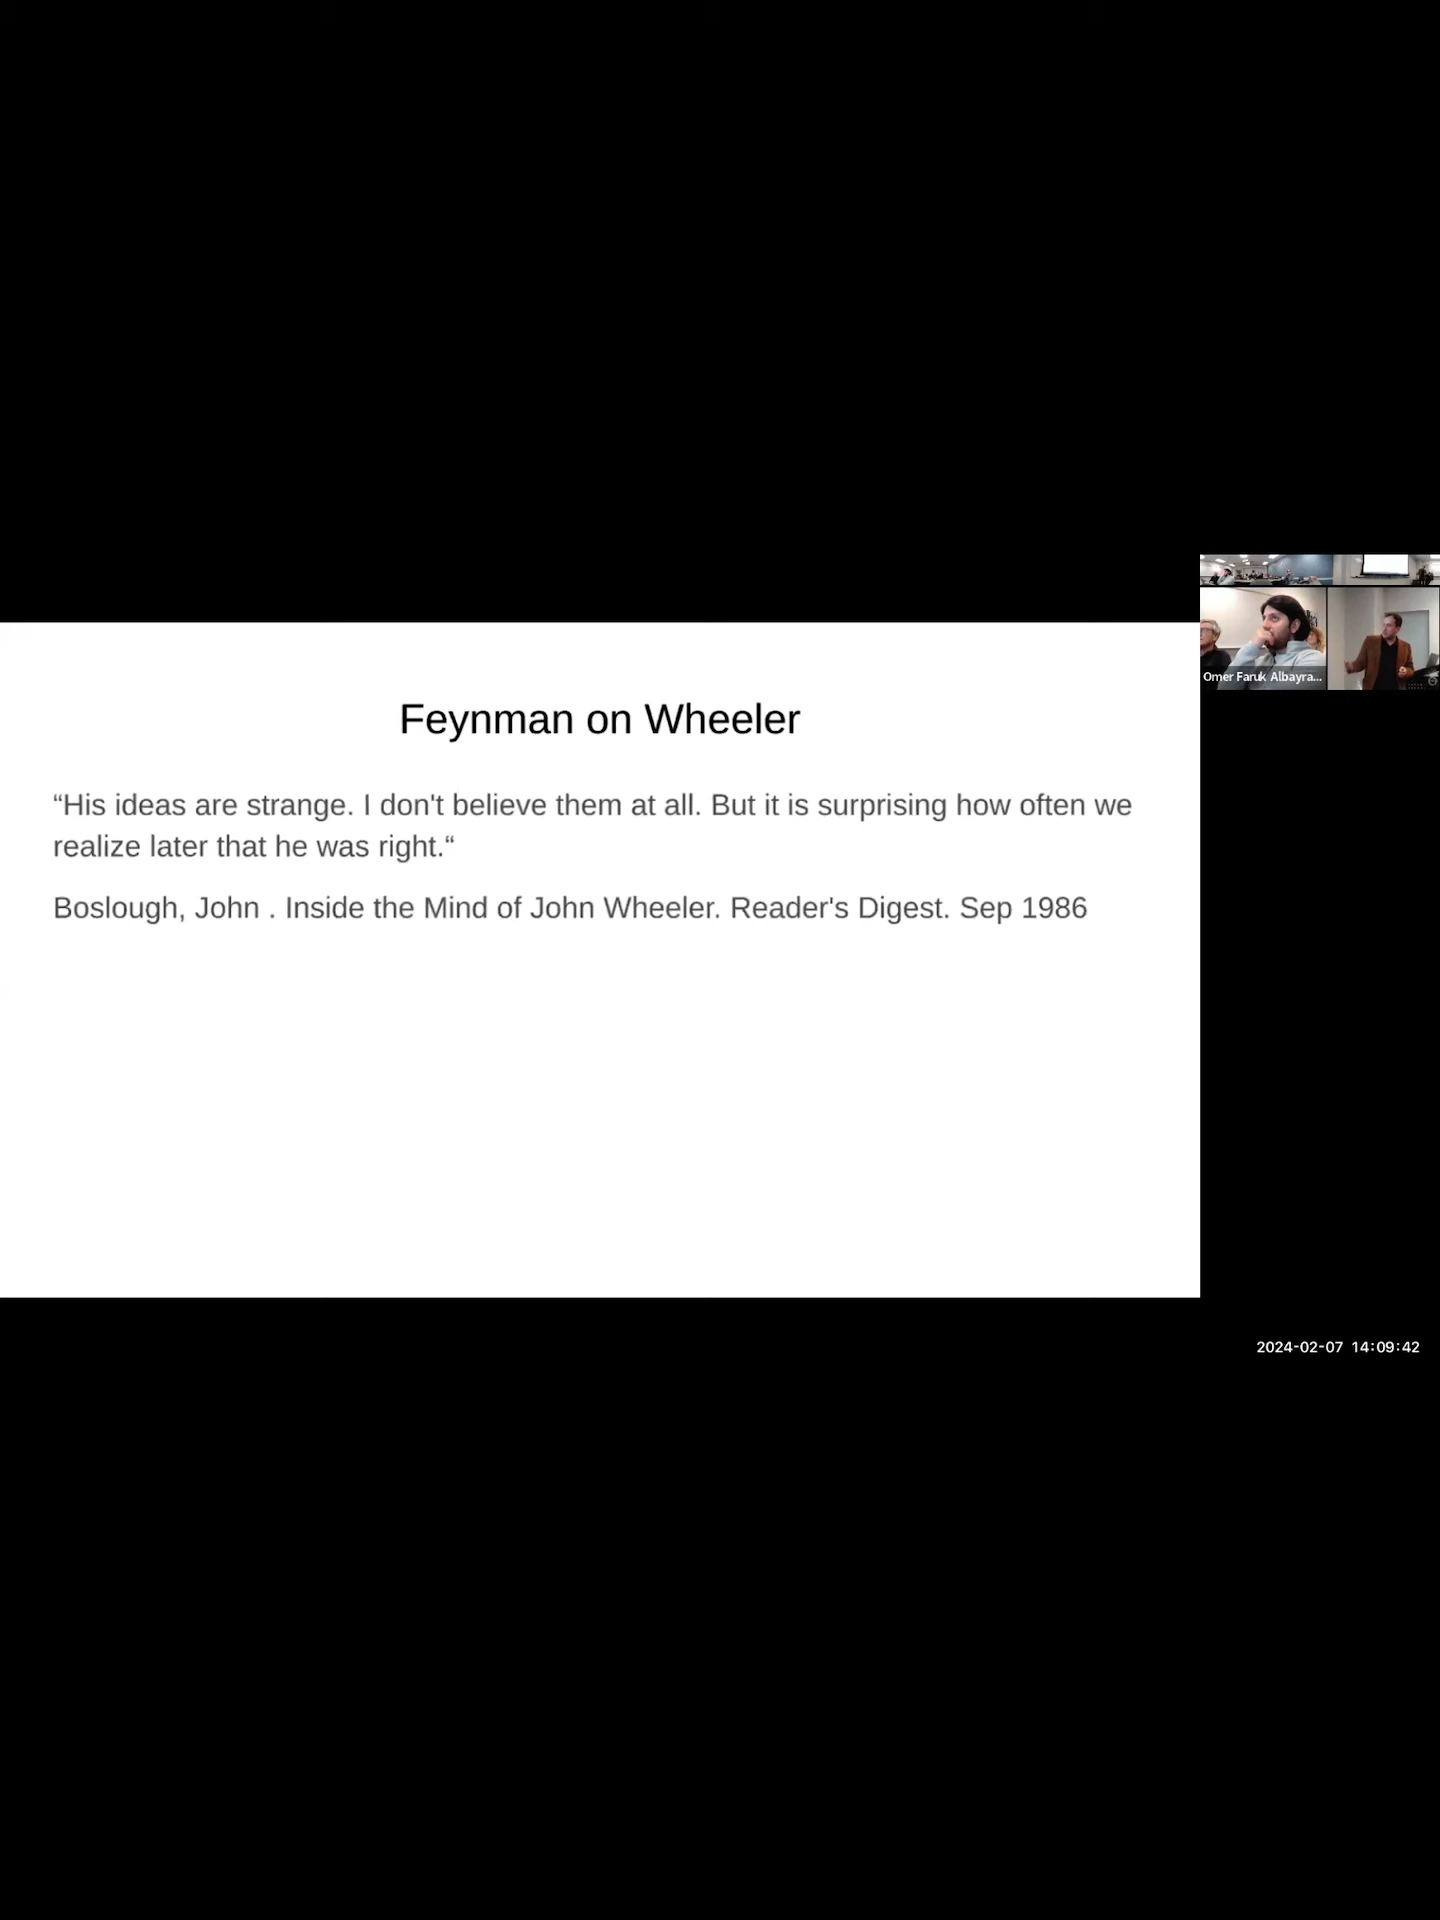 Feynman on Wheeler
“His ideas are strange. I don't believe them at all. But it is surprising how often we
realize later that he was right.“
Boslough, John . Inside the Mind of John Wheeler. Reader's Digest. Sep 1986
Omer Faruk Albayra...
2024-02-07 14:09:42